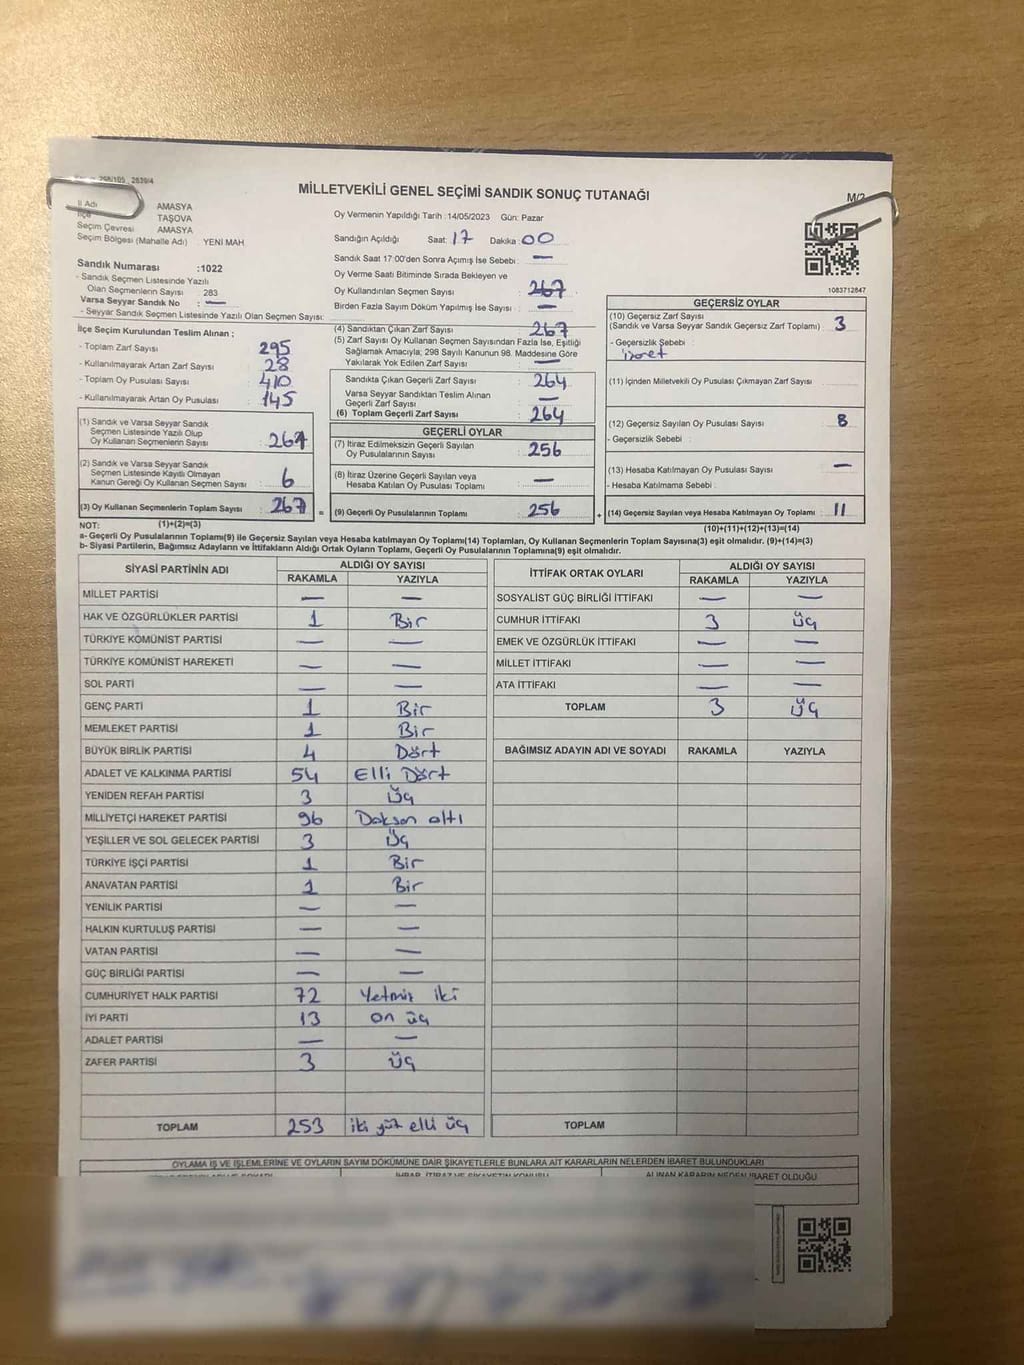 MİLLETVEKİLİ GENEL SEÇİMİ SANDIK SONUÇ TUTANAĞI
M/2
İl Adı AMASYA
İlçe TAŞOVA
Seçim Çevresi AMASYA
Seçim Bölgesi (Mahalle Adı) : YENİ MAH
Oy Vermenin Yapıldığı Tarih : 14/05/2023 Gün: Pazar
Sandığın Açıldığı Saat: 17 Dakika: 00
Sandık Saat 17:00'den Sonra Açılmış İse Sebebi : —
Oy Verme Saati Bitiminde Sırada Bekleyen ve
Oy Kullandırılan Seçmen Sayısı : 267
Birden Fazla Sayım Döküm Yapılmış İse Sayısı : —
Sandık Numarası :1022
- Sandık Seçmen Listesinde Yazılı
Olan Seçmenlerin Sayısı : 283
Varsa Seyyar Sandık No : —
- Seyyar Sandık Seçmen Listesinde Yazılı Olan Seçmen Sayısı:
İlçe Seçim Kurulundan Teslim Alınan ;
- Toplam Zarf Sayısı : 295
- Kullanılmayarak Artan Zarf Sayısı : 28
- Toplam Oy Pusulası Sayısı : 410
- Kullanılmayarak Artan Oy Pusulası : 145
(1) Sandık ve Varsa Seyyar Sandık
Seçmen Listesinde Yazılı Olup
Oy Kullanan Seçmenlerin Sayısı :
(2) Sandık ve Varsa Seyyar Sandık
Seçmen Listesinde Kayıtlı Olmayan
Kanun Gereği Oy Kullanan Seçmen Sayısı : 6
(3) Oy Kullanan Seçmenlerin Toplam Sayısı : 267
(4) Sandıktan Çıkan Zarf Sayısı : 267
(5) Zarf Sayısı Oy Kullanan Seçmen Sayısından Fazla İse, Eşitliği
Sağlamak Amacıyla; 298 Sayılı Kanunun 98. Maddesine Göre
Yakılarak Yok Edilen Zarf Sayısı : —
Sandıkta Çıkan Geçerli Zarf Sayısı : 264
Varsa Seyyar Sandıktan Teslim Alınan
Geçerli Zarf Sayısı : —
(6) Toplam Geçerli Zarf Sayısı : 264
GEÇERLİ OYLAR
(7) İtiraz Edilmeksizin Geçerli Sayılan
Oy Pusulalarının Sayısı : 256
(8) İtiraz Üzerine Geçerli Sayılan veya
Hesaba Katılan Oy Pusulası Toplamı : —
= (9) Geçerli Oy Pusulalarının Toplamı : 256
1083712847
GEÇERSİZ OYLAR
(10) Geçersiz Zarf Sayısı
(Sandık ve Varsa Seyyar Sandık Geçersiz Zarf Toplamı) : 3
- Geçersizlik Sebebi :
işaret
(11) İçinden Milletvekili Oy Pusulası Çıkmayan Zarf Sayısı :
(12) Geçersiz Sayılan Oy Pusulası Sayısı : 8
- Geçersizlik Sebebi :
(13) Hesaba Katılmayan Oy Pusulası Sayısı : —
- Hesaba Katılmama Sebebi :
+ (14) Geçersiz Sayılan veya Hesaba Katılmayan Oy Toplamı : 11
NOT: (1)+(2)=(3) (10)+(11)+(12)+(13)=(14)
a- Geçerli Oy Pusulalarının Toplamı(9) ile Geçersiz Sayılan veya Hesaba Katılmayan Oy Toplamı(14) Toplamları, Oy Kullanan Seçmenlerin Toplam Sayısına(3) eşit olmalıdır. (9)+(14)=(3)
b- Siyasi Partilerin, Bağımsız Adayların ve İttifakların Aldığı Ortak Oyların Toplamı, Geçerli Oy Pusulalarının Toplamına(9) eşit olmalıdır.
SİYASİ PARTİNİN ADI ALDIĞI OY SAYISI
RAKAMLA YAZIYLA
MİLLET PARTİSİ — —
HAK VE ÖZGÜRLÜKLER PARTİSİ 1 Bir
TÜRKİYE KOMÜNİST PARTİSİ — —
TÜRKİYE KOMÜNİST HAREKETİ — —
SOL PARTİ — —
GENÇ PARTİ 1 Bir
MEMLEKET PARTİSİ 1 Bir
BÜYÜK BİRLİK PARTİSİ 4 Dört
ADALET VE KALKINMA PARTİSİ 54 Elli Dört
YENİDEN REFAH PARTİSİ 3 Üç
MİLLİYETÇİ HAREKET PARTİSİ 96 Doksan altı
YEŞİLLER VE SOL GELECEK PARTİSİ 3 Üç
TÜRKİYE İŞÇİ PARTİSİ 1 Bir
ANAVATAN PARTİSİ 1 Bir
YENİLİK PARTİSİ — —
HALKIN KURTULUŞ PARTİSİ — —
VATAN PARTİSİ — —
GÜÇ BİRLİĞİ PARTİSİ — —
CUMHURİYET HALK PARTİSİ 72 Yetmiş iki
İYİ PARTİ 13 on üç
ADALET PARTİSİ — —
ZAFER PARTİSİ 3 Üç
TOPLAM 253 iki yüz elli üç
İTTİFAK ORTAK OYLARI ALDIĞI OY SAYISI
RAKAMLA YAZIYLA
SOSYALİST GÜÇ BİRLİĞİ İTTİFAKI — —
CUMHUR İTTİFAKI 3 Üç
EMEK VE ÖZGÜRLÜK İTTİFAKI — —
MİLLET İTTİFAKI — —
ATA İTTİFAKI — —
TOPLAM 3 Üç
BAĞIMSIZ ADAYIN ADI VE SOYADI RAKAMLA YAZIYLA
TOPLAM
OYLAMA İŞ VE İŞLEMLERİNE VE OYLARIN SAYIM DÖKÜMÜNE DAİR ŞİKAYETLERLE BUNLARA AİT KARARLARIN NELERDEN İBARET BULUNDUKLARI
İHBAR, İTİRAZ VE ŞİKAYETİN KONUSU ALINAN KARARIN NEDEN İBARET OLDUĞU